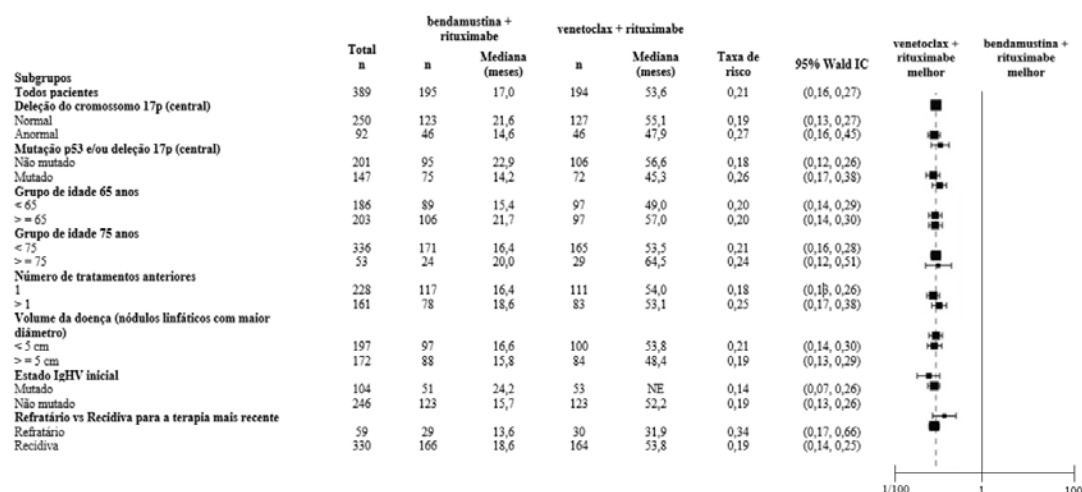 bendamustina + rituximabe
venetoclax + rituximabe
Subgrupos Total n n Mediana (meses) n Mediana (meses) Taxa de risco 95% Wald IC venetoclax + rituximabe melhor bendamustina + rituximabe melhor
Todos pacientes 389 195 17,0 194 53,6 0,21 (0,16, 0,27)
Deleção do cromossomo 17p (central)
Normal 250 123 21,6 127 55,1 0,19 (0,13, 0,27)
Anormal 92 46 14,6 46 47,9 0,27 (0,16, 0,45)
Mutação p53 e/ou deleção 17p (central)
Não mutado 201 95 22,9 106 56,6 0,18 (0,12, 0,26)
Mutado 147 75 14,2 72 45,3 0,26 (0,17, 0,38)
Grupo de idade 65 anos
< 65 186 89 15,4 97 49,0 0,20 (0,14, 0,29)
> = 65 203 106 21,7 97 57,0 0,20 (0,14, 0,30)
Grupo de idade 75 anos
< 75 336 171 16,4 165 53,5 0,21 (0,16, 0,28)
> = 75 53 24 20,0 29 64,5 0,24 (0,12, 0,51)
Número de tratamentos anteriores
1 228 117 16,4 111 54,0 0,18 (0,13, 0,26)
> 1 161 78 18,6 83 53,1 0,25 (0,17, 0,38)
Volume da doença (nódulos linfáticos com maior
diâmetro)
< 5 cm 197 97 16,6 100 53,8 0,21 (0,14, 0,30)
> = 5 cm 172 88 15,8 84 48,4 0,19 (0,13, 0,29)
Estado IgHV inicial
Mutado 104 51 24,2 53 NE 0,14 (0,07, 0,26)
Não mutado 246 123 15,7 123 52,2 0,19 (0,13, 0,26)
Refratário vs Recidiva para a terapia mais recente
Refratário 59 29 13,6 30 31,9 0,34 (0,17, 0,66)
Recidiva 330 166 18,6 164 53,8 0,19 (0,14, 0,25)
1/100 1 100